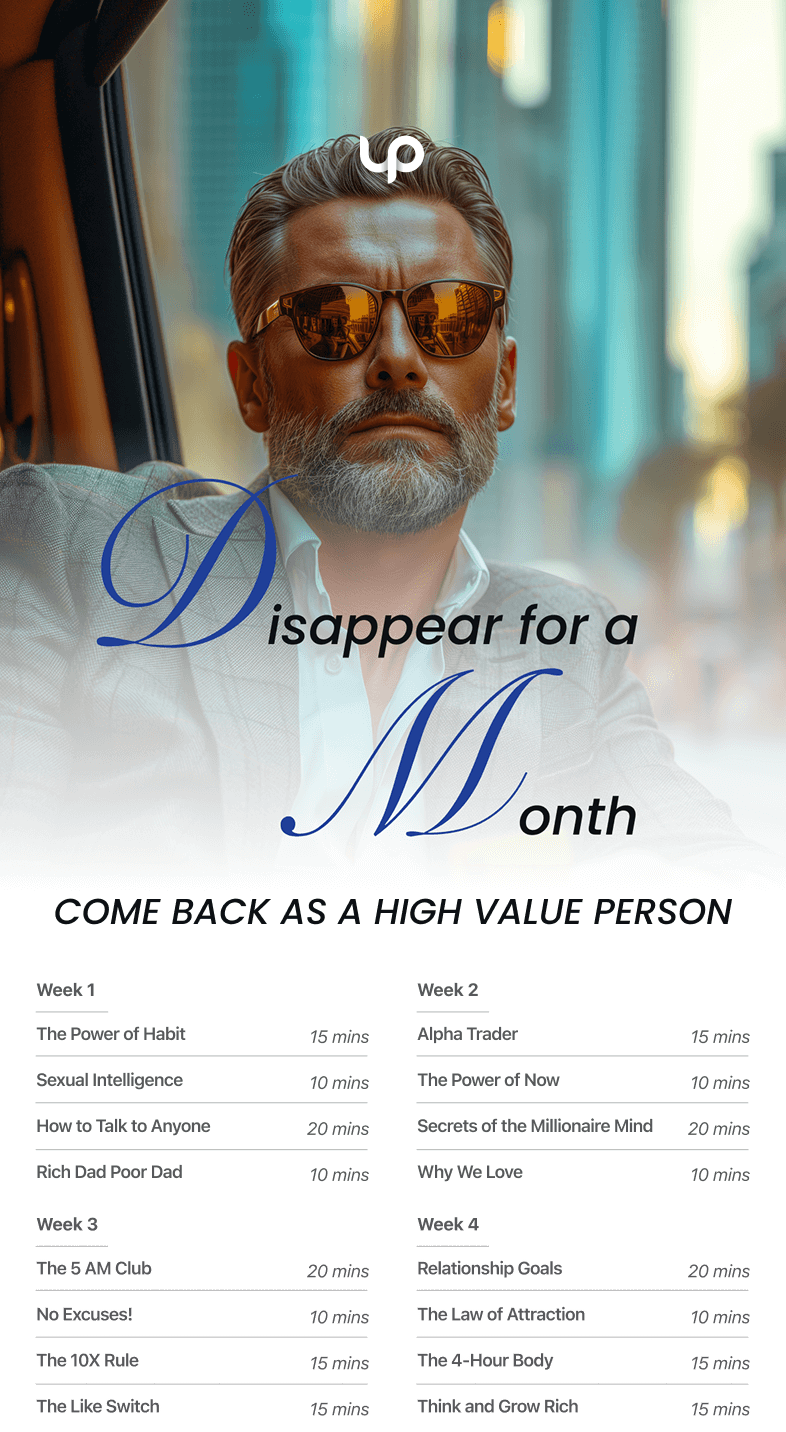 Disappear for a
Month
COME BACK AS A HIGH VALUE PERSON
Week 1
The Power of Habit 15 mins
Sexual Intelligence 10 mins
How to Talk to Anyone 20 mins
Rich Dad Poor Dad 10 mins
Week 2
Alpha Trader 15 mins
The Power of Now 10 mins
Secrets of the Millionaire Mind 20 mins
Why We Love 10 mins
Week 3
The 5 AM Club 20 mins
No Excuses! 10 mins
The 10X Rule 15 mins
The Like Switch 15 mins
Week 4
Relationship Goals 20 mins
The Law of Attraction 10 mins
The 4-Hour Body 15 mins
Think and Grow Rich 15 mins